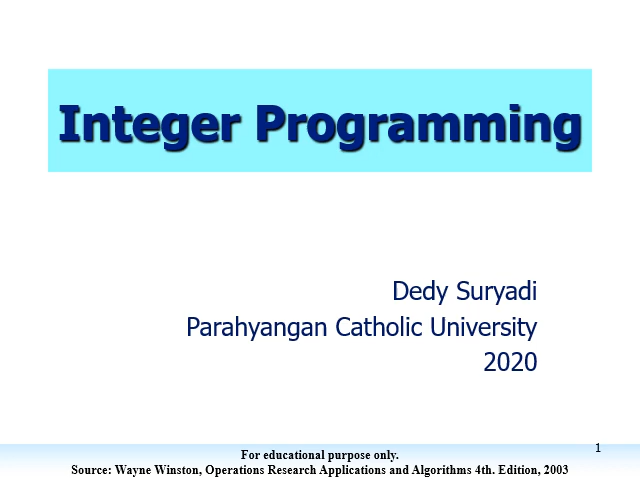 Integer Programming
Dedy Suryadi
Parahyangan Catholic University
2020
1
For educational purpose only.
Source: Wayne Winston, Operations Research Applications and Algorithms 4th. Edition, 2003